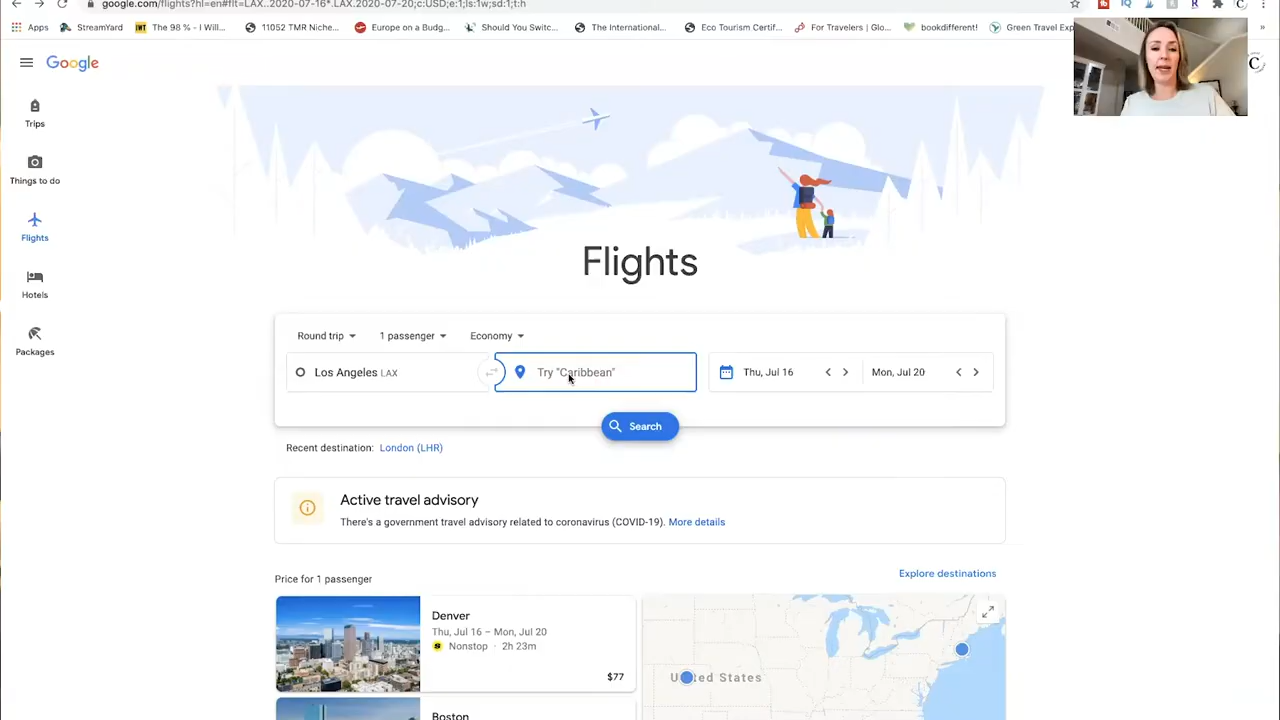 google.com/flights?hl=en#flt=LAX..2020-07-16*.LAX.2020-07-20;c:USD;e:1;ls:1w;sd:1;t:h
Apps StreamYard IWT The 98 % - I Will... 11052 TMR Niche... Europe on a Budg... Should You Switc... The International... Eco Tourism Certif... For Travelers | Glo... bookdifferent! Green Travel Exp »
Google
C
Trips
Things to do
Flights
Hotels
Packages
Flights
Round trip 1 passenger Economy
Los Angeles LAX Try "Caribbean" Thu, Jul 16 Mon, Jul 20
Search
Recent destination: London (LHR)
Active travel advisory
There's a government travel advisory related to coronavirus (COVID-19). More details
Price for 1 passenger
Explore destinations
Denver
Thu, Jul 16 – Mon, Jul 20
Nonstop · 2h 23m
$77
United States
Boston